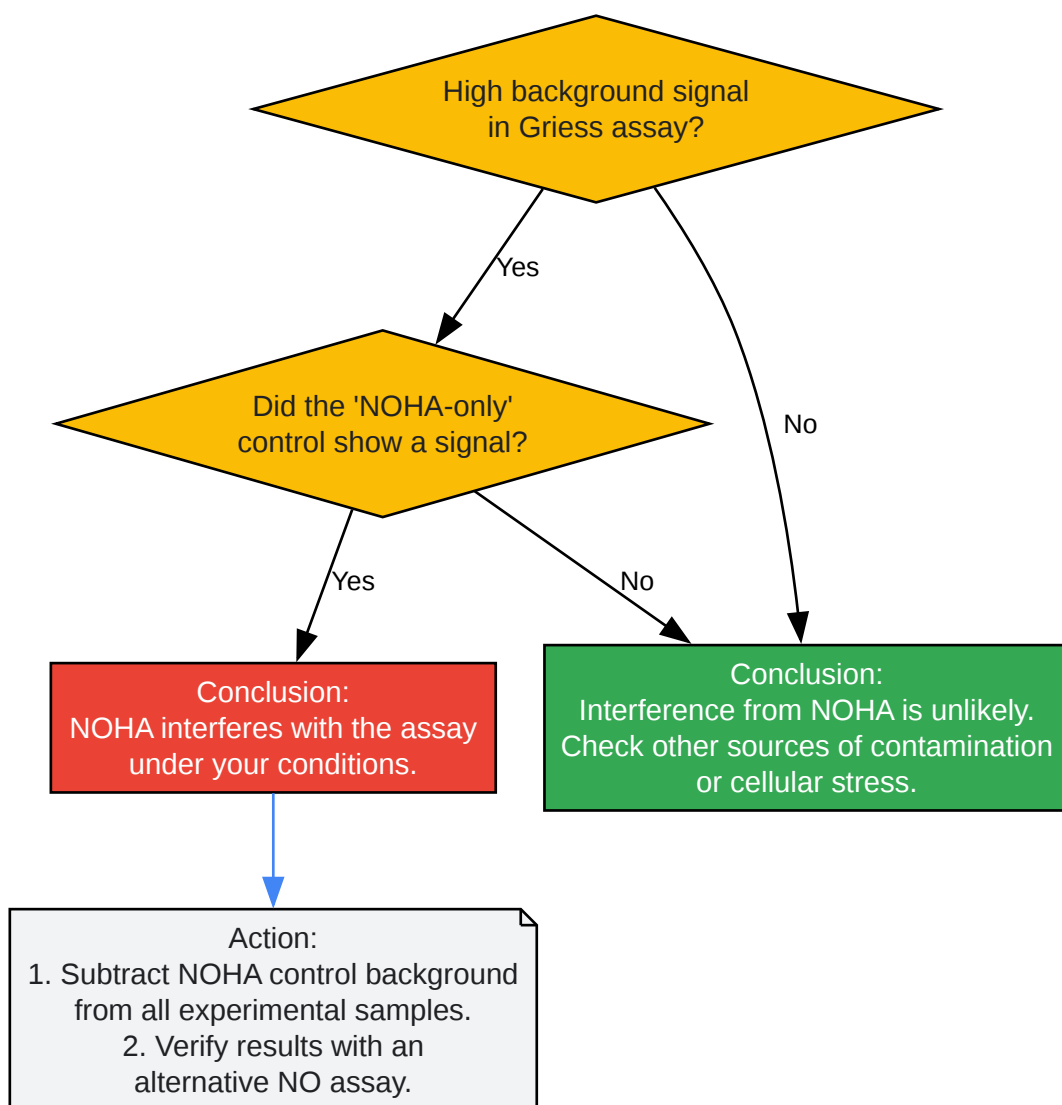 High background signal
in Griess assay?
Yes
No
Did the 'NOHA-only'
control show a signal?
Yes
No
Conclusion:
NOHA interferes with the assay
under your conditions.
Conclusion:
Interference from NOHA is unlikely.
Check other sources of contamination
or cellular stress.
Action:
1. Subtract NOHA control background
from all experimental samples.
2. Verify results with an
alternative NO assay.